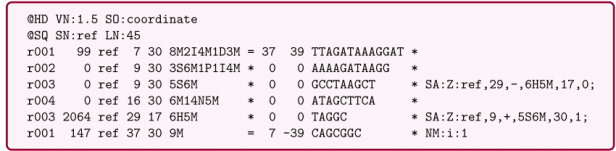 @HD VN:1.5 SO:coordinate
@SQ SN:ref LN:45
r001 99 ref 7 30 8M2I4M1D3M = 37 39 TTAGATAAAGGAT *
r002 0 ref 9 30 3S6M1P1I4M * 0 0 AAAAGATAAGG *
r003 0 ref 9 30 5S6M * 0 0 GCCTAAGCT * SA:Z:ref,29,-,6H5M,17,0;
r004 0 ref 16 30 6M14N5M * 0 0 ATAGCTTCA *
r003 2064 ref 29 17 6H5M * 0 0 TAGGC * SA:Z:ref,9,+,5S6M,30,1;
r001 147 ref 37 30 9M = 7 -39 CAGCGGC * NM:i:1